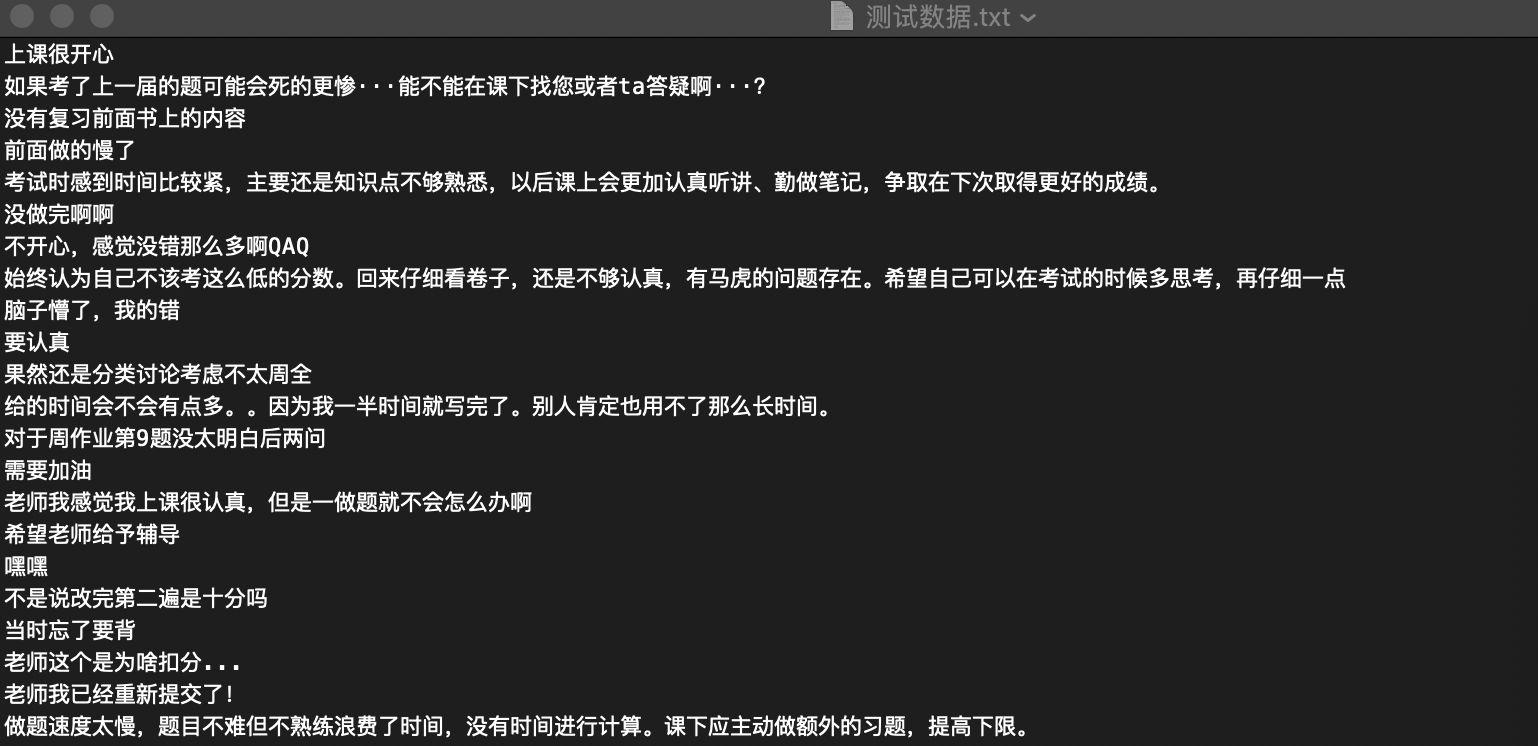 测试数据.txt
上课很开心
如果考了上一届的题可能会死的更惨···能不能在课下找您或者ta答疑啊···?
没有复习前面书上的内容
前面做的慢了
考试时感到时间比较紧，主要还是知识点不够熟悉，以后课上会更加认真听讲、勤做笔记，争取在下次取得更好的成绩。
没做完啊啊
不开心，感觉没错那么多啊QAQ
始终认为自己不该考这么低的分数。回来仔细看卷子，还是不够认真，有马虎的问题存在。希望自己可以在考试的时候多思考，再仔细一点
脑子懵了，我的错
要认真
果然还是分类讨论考虑不太周全
给的时间会不会有点多。。因为我一半时间就写完了。别人肯定也用不了那么长时间。
对于周作业第9题没太明白后两问
需要加油
老师我感觉我上课很认真，但是一做题就不会怎么办啊
希望老师给予辅导
嘿嘿
不是说改完第二遍是十分吗
当时忘了要背
老师这个是为啥扣分...
老师我已经重新提交了!
做题速度太慢，题目不难但不熟练浪费了时间，没有时间进行计算。课下应主动做额外的习题，提高下限。